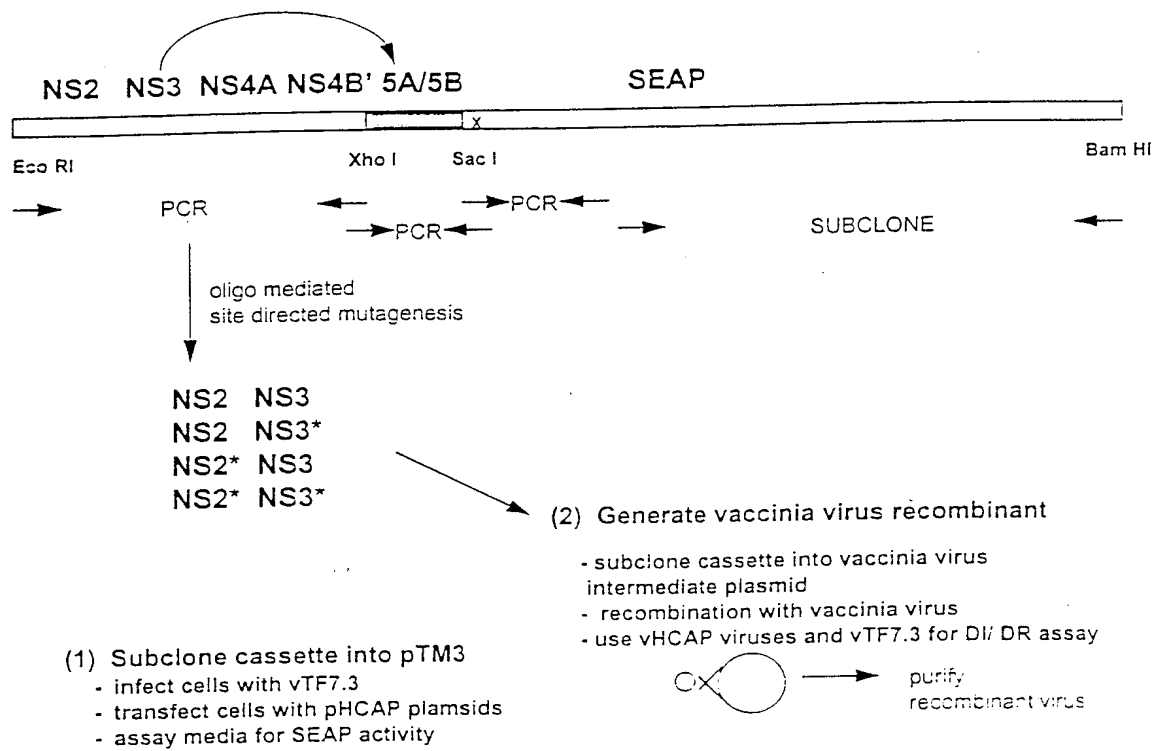 NS2 NS3 NS4A NS4B' 5A/5B SEAP
x
Eco RI Xho I Sac I Bam HI
PCR PCR
PCR SUBCLONE
oligo mediated
site directed mutagenesis
NS2 NS3
NS2 NS3*
NS2* NS3
NS2* NS3*
(2) Generate vaccinia virus recombinant
- subclone cassette into vaccinia virus
intermediate plasmid
- recombination with vaccinia virus
- use vHCAP viruses and vTF7.3 for DI/ DR assay
(1) Subclone cassette into pTM3
- infect cells with vTF7.3
- transfect cells with pHCAP plamsids
- assay media for SEAP activity
purify
recombinant virus